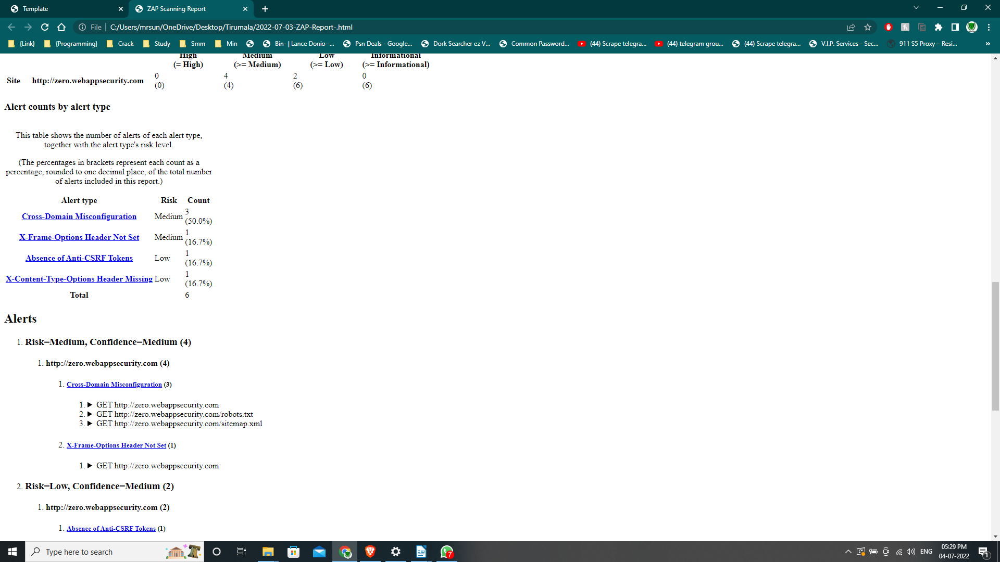 Template
ZAP Scanning Report
File
C:/Users/mrsun/OneDrive/Desktop/Tirumala/2022-07-03-ZAP-Report-.html
{Link}
{Programming}
Crack
Study
Smm
Min
Bin- | Lance Donio -...
Psn Deals - Google...
Dork Searcher ez V...
Common Password...
(44) Scrape telegra...
(44) telegram grou...
(44) Scrape telegra...
V.I.P. Services - Sec...
911 S5 Proxy – Resi...
»
High Medium Low Informational
(= High) (>= Medium) (>= Low) (>= Informational)
Site http://zero.webappsecurity.com
0 4 2 0
(0) (4) (6) (6)
Alert counts by alert type
This table shows the number of alerts of each alert type,
together with the alert type's risk level.
(The percentages in brackets represent each count as a
percentage, rounded to one decimal place, of the total number
of alerts included in this report.)
Alert type Risk Count
Cross-Domain Misconfiguration Medium 3
(50.0%)
X-Frame-Options Header Not Set Medium 1
(16.7%)
Absence of Anti-CSRF Tokens Low 1
(16.7%)
X-Content-Type-Options Header Missing Low 1
(16.7%)
Total 6
Alerts
1. Risk=Medium, Confidence=Medium (4)
1. http://zero.webappsecurity.com (4)
1. Cross-Domain Misconfiguration (3)
1. ▶ GET http://zero.webappsecurity.com
2. ▶ GET http://zero.webappsecurity.com/robots.txt
3. ▶ GET http://zero.webappsecurity.com/sitemap.xml
2. X-Frame-Options Header Not Set (1)
1. ▶ GET http://zero.webappsecurity.com
2. Risk=Low, Confidence=Medium (2)
1. http://zero.webappsecurity.com (2)
1. Absence of Anti-CSRF Tokens (1)
Type here to search
7
ENG
05:29 PM
04-07-2022
1